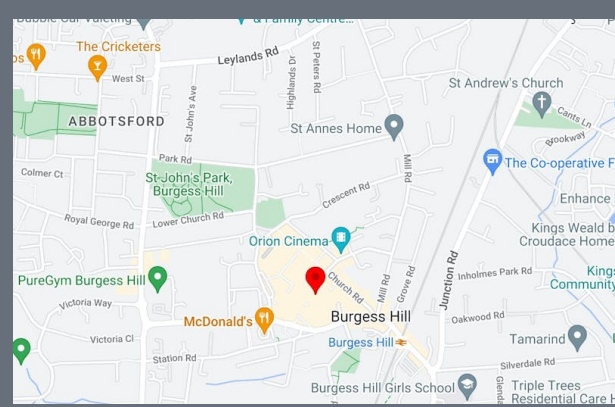 Bubble Car Valeting
& Family Centre...
The Cricketers
Leylands Rd
West St
St Peters Rd
Highlands Dr
St Andrew's Church
ABBOTSFORD
St John's Ave
St Annes Home
Cants Ln
Park Rd
Mill Rd
The Co-operative F
Colmer Ct
St John's Park,
Burgess Hill
Crescent Rd
Enhance
Royal George Rd
Lower Church Rd
Kings Weald b
Croudace Home
Orion Cinema
PureGym Burgess Hill
Church Rd
Mill Rd
Grove Rd
Junction Rd
Inholmes Park Rd
Kings
Community
Victoria Way
McDonald's
Burgess Hill
Oakwood Rd
Victoria Cl
Burgess Hill
Tamarind
Station Rd
Silverdale Rd
Burgess Hill Girls School
Glenda
Triple Trees
Residential Care H